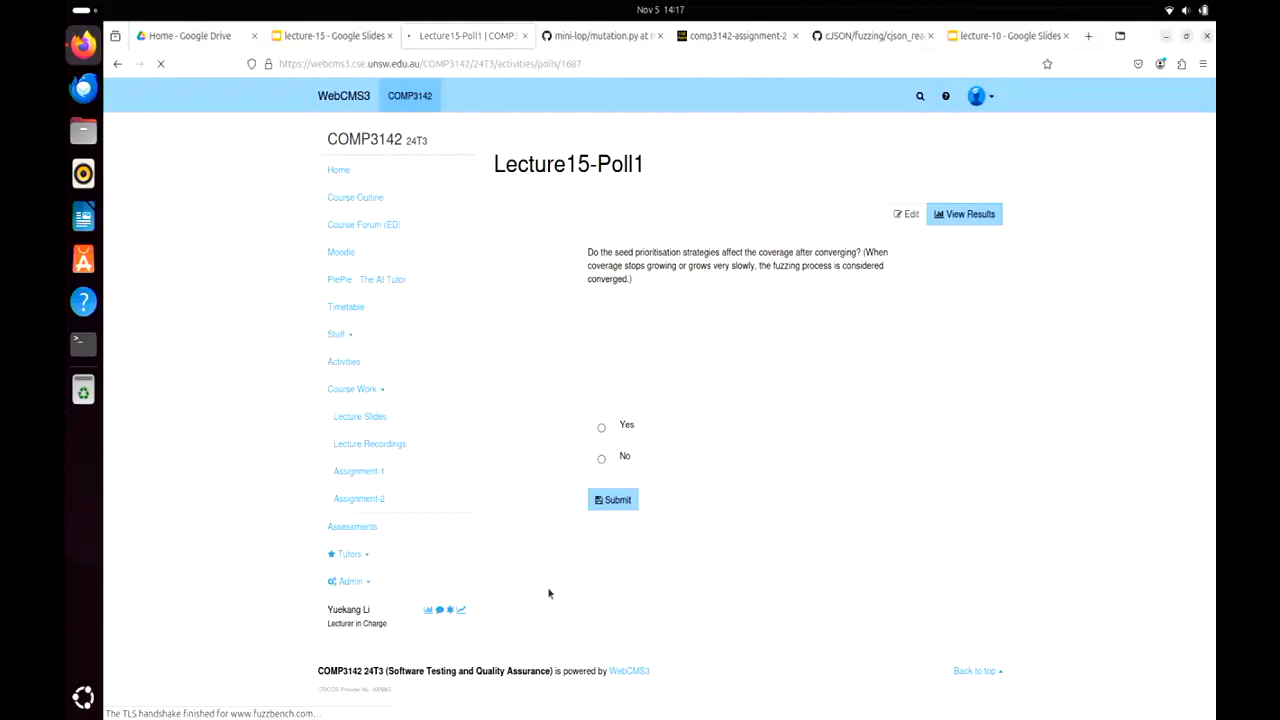 Nov 5 14:17
Home - Google Drive
lecture-15 - Google Slides
Lecture15-Poll1 | COMP3
mini-lop/mutation.py at m
comp3142-assignment-2
cJSON/fuzzing/cjson_rea
lecture-10 - Google Slides
https://webcms3.cse.unsw.edu.au/COMP3142/24T3/activities/polls/1687
WebCMS3 COMP3142
COMP3142 24T3
Home
Course Outline
Course Forum (ED)
Moodle
PiePie - The AI Tutor
Timetable
Staff
Activities
Course Work
Lecture Slides
Lecture Recordings
Assignment-1
Assignment-2
Assessments
Tutors
Admin
Yuekang Li
Lecturer in Charge
Lecture15-Poll1
Edit View Results
Do the seed prioritisation strategies affect the coverage after converging? (When
coverage stops growing or grows very slowly, the fuzzing process is considered
converged.)
Yes
No
Submit
COMP3142 24T3 (Software Testing and Quality Assurance) is powered by WebCMS3
Back to top
CRICOS Provider No.
The TLS handshake finished for www.fuzzbench.com…